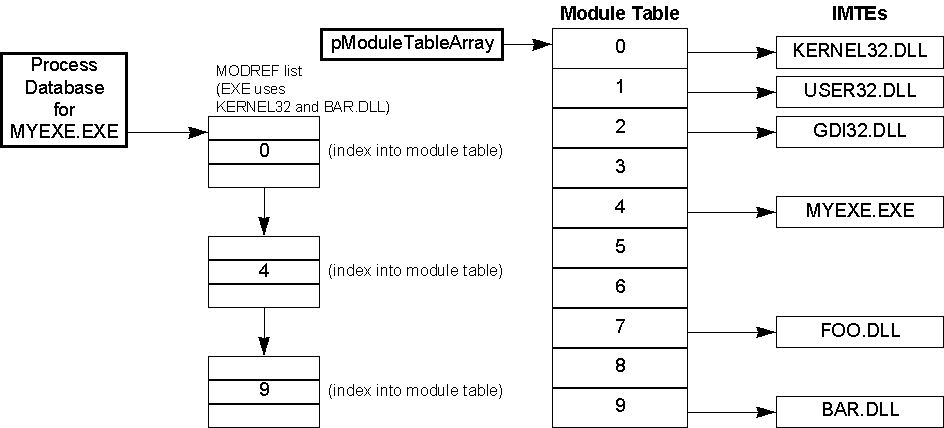 Module Table
IMTEs
pModuleTableArray
Process
Database
for
MYEXE.EXE
MODREF list
(EXE uses
KERNEL32 and BAR.DLL)
0
(index into module table)
4
(index into module table)
9
(index into module table)
0
KERNEL32.DLL
1
USER32.DLL
2
GDI32.DLL
3
4
MYEXE.EXE
5
6
7
FOO.DLL
8
9
BAR.DLL